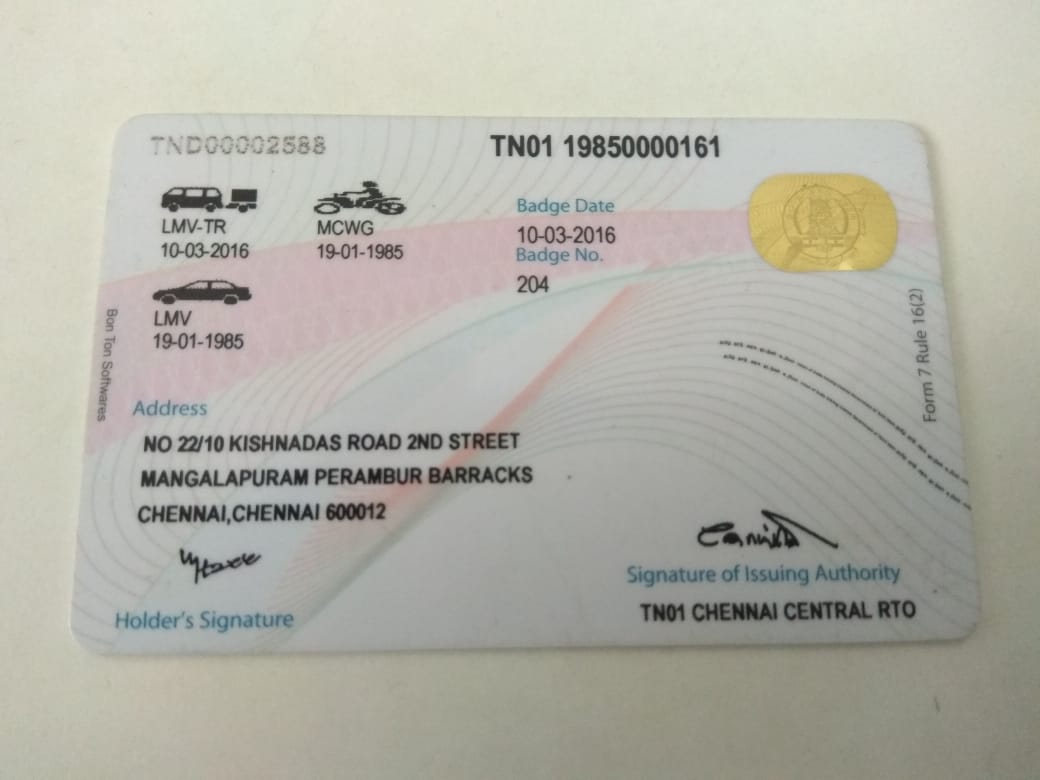 TND00002588
TN01 19850000161
LMV-TR
10-03-2016
MCWG
19-01-1985
Badge Date
10-03-2016
Badge No.
204
LMV
19-01-1985
Bon Ton Softwares
Form 7 Rule 16(2)
Address
NO 22/10 KISHNADAS ROAD 2ND STREET
MANGALAPURAM PERAMBUR BARRACKS
CHENNAI,CHENNAI 600012
Holder's Signature
Signature of Issuing Authority
TN01 CHENNAI CENTRAL RTO